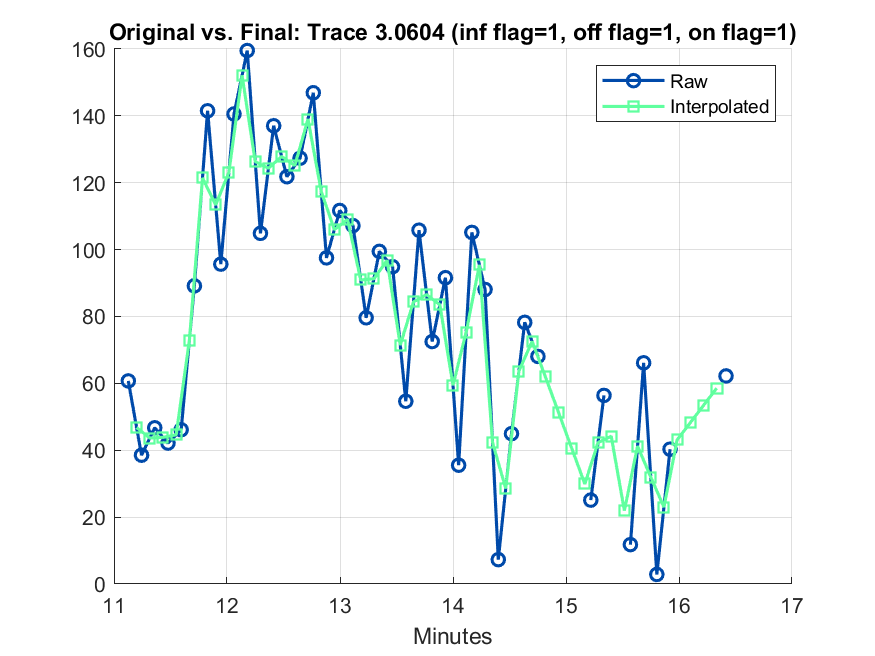 Original vs. Final: Trace 3.0604 (inf flag=1, off flag=1, on flag=1)
160
140
120
100
80
60
40
20
0
Raw
Interpolated
11 12 13 14 15 16 17
Minutes